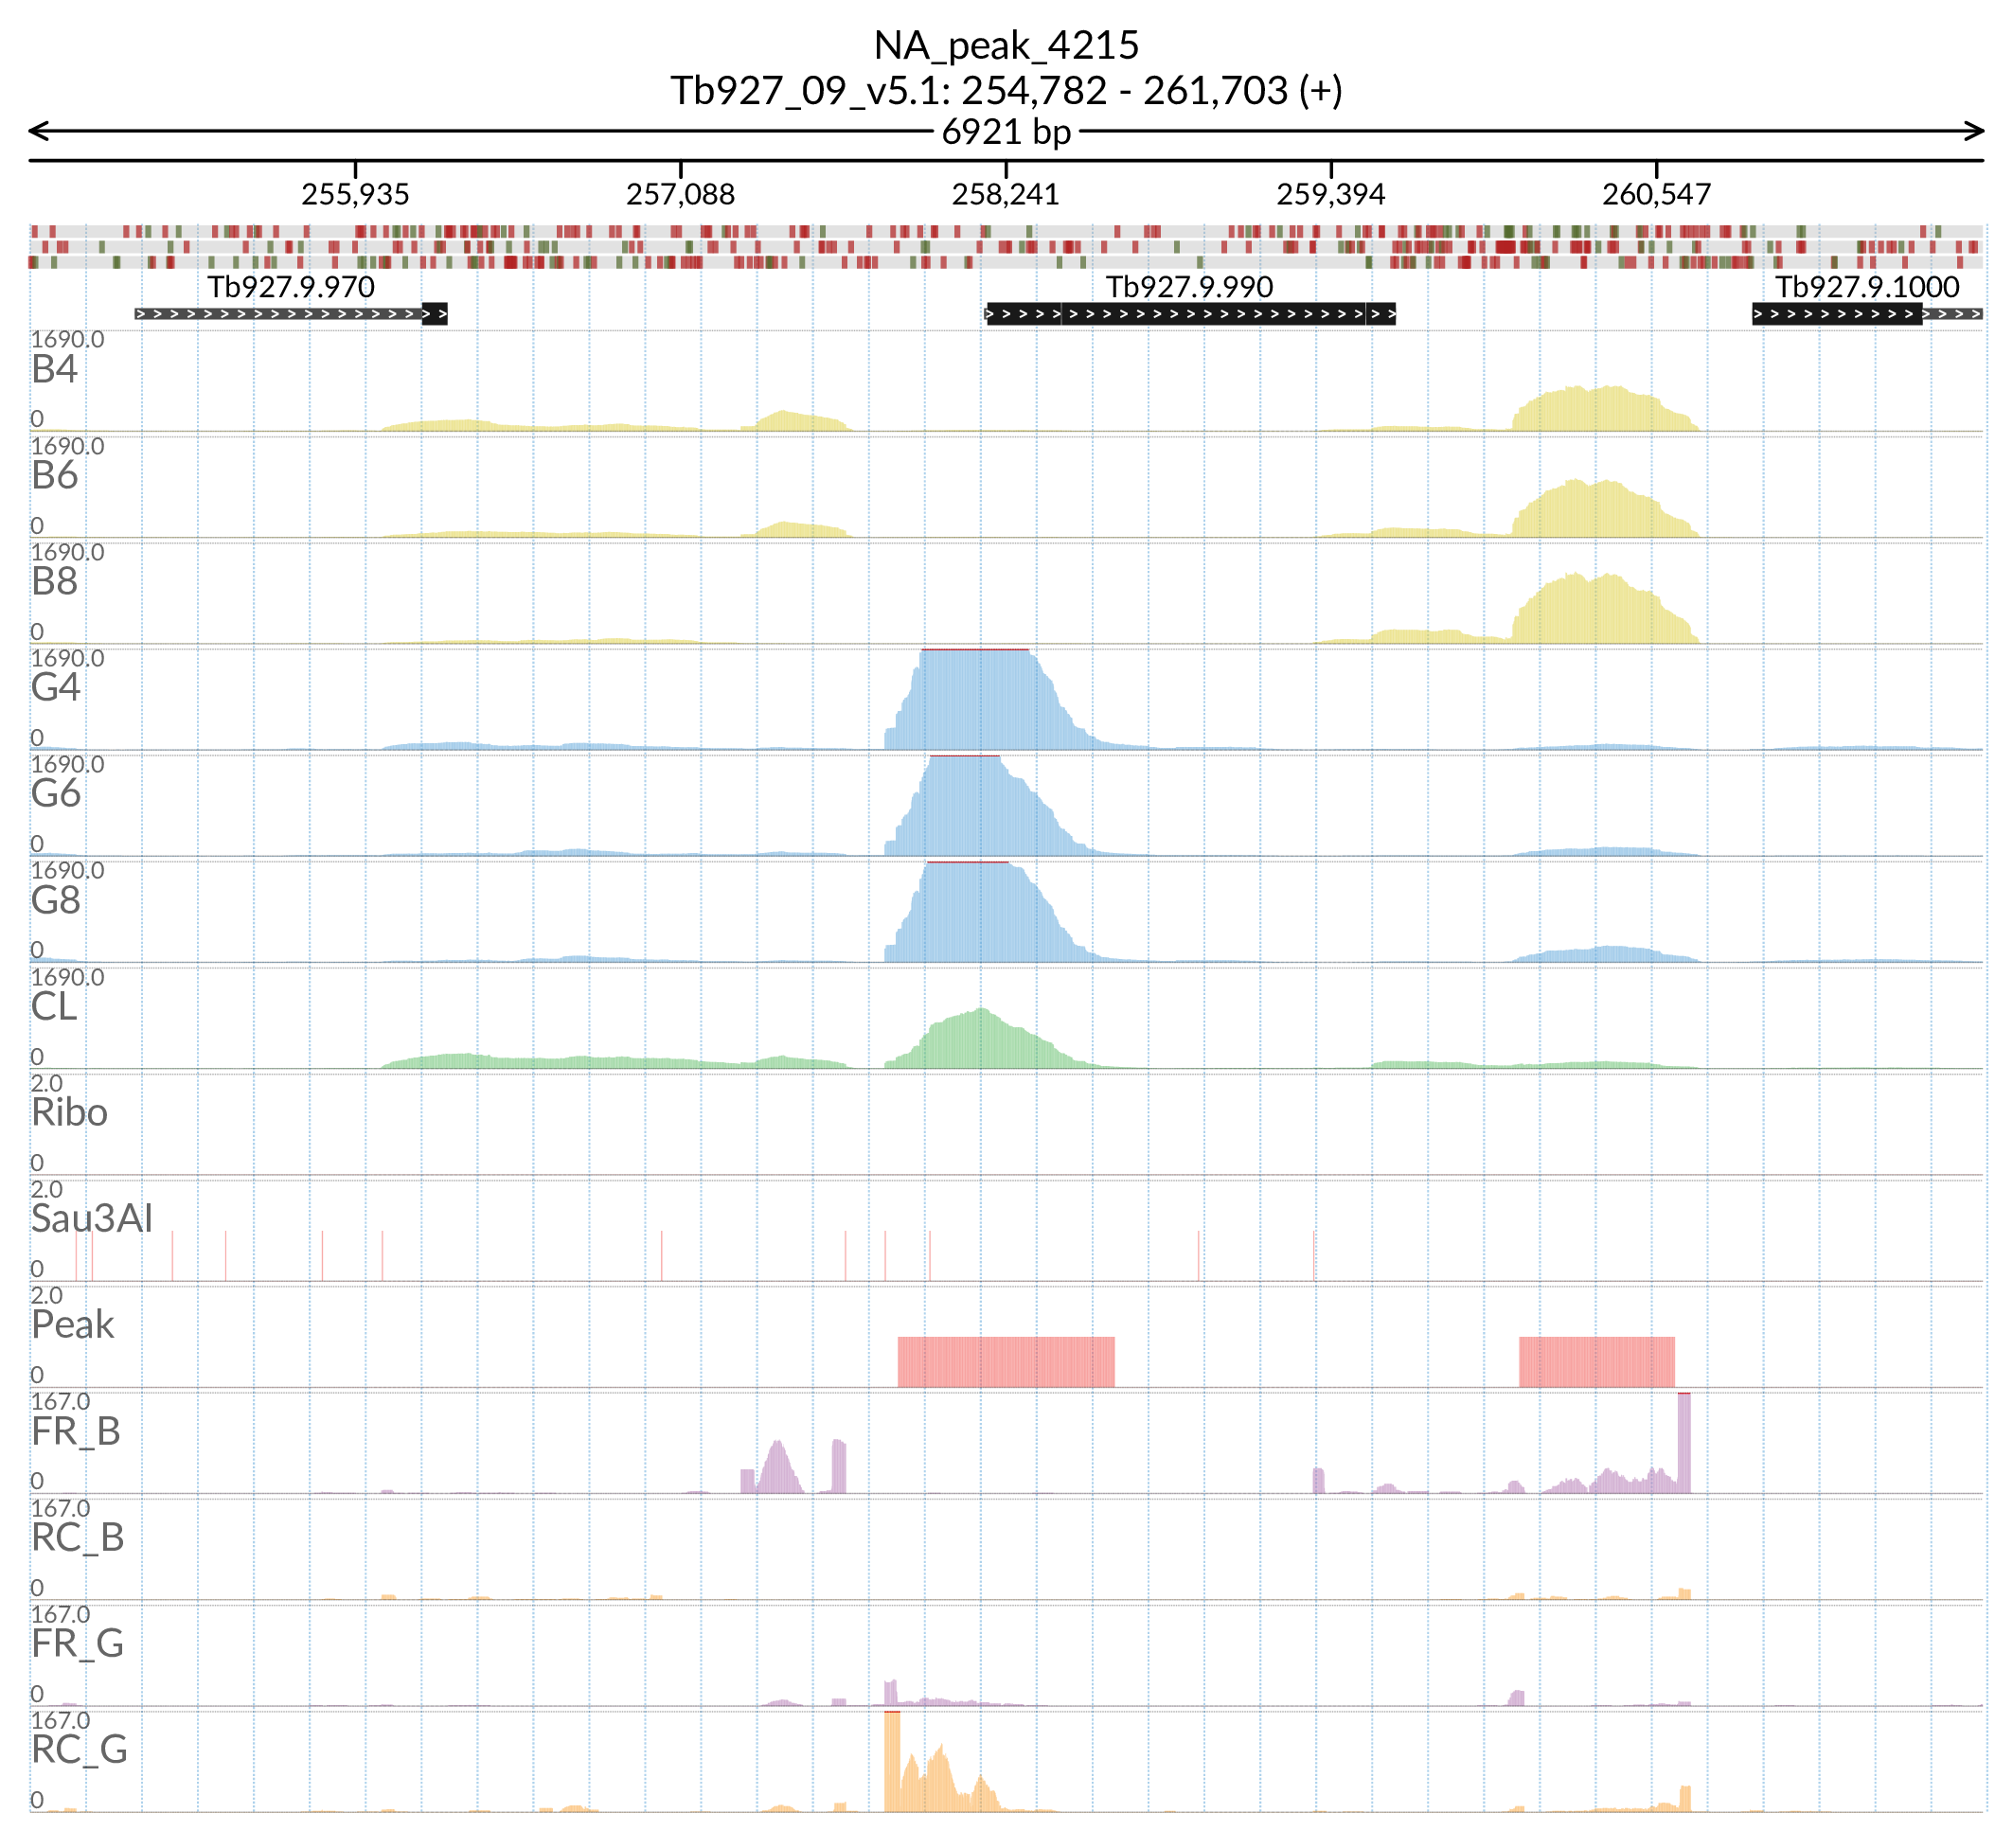 NA_peak_4215
Tb927_09_v5.1: 254,782 - 261,703 (+)
6921 bp
255,935 257,088 258,241 259,394 260,547
Tb927.9.970 Tb927.9.990 Tb927.9.1000
1690.0
B4
0
1690.0
B6
0
1690.0
B8
0
1690.0
G4
0
1690.0
G6
0
1690.0
G8
0
1690.0
CL
0
2.0
Ribo
0
2.0
Sau3AI
0
2.0
Peak
0
167.0
FR_B
0
167.0
RC_B
0
167.0
FR_G
0
167.0
RC_G
0